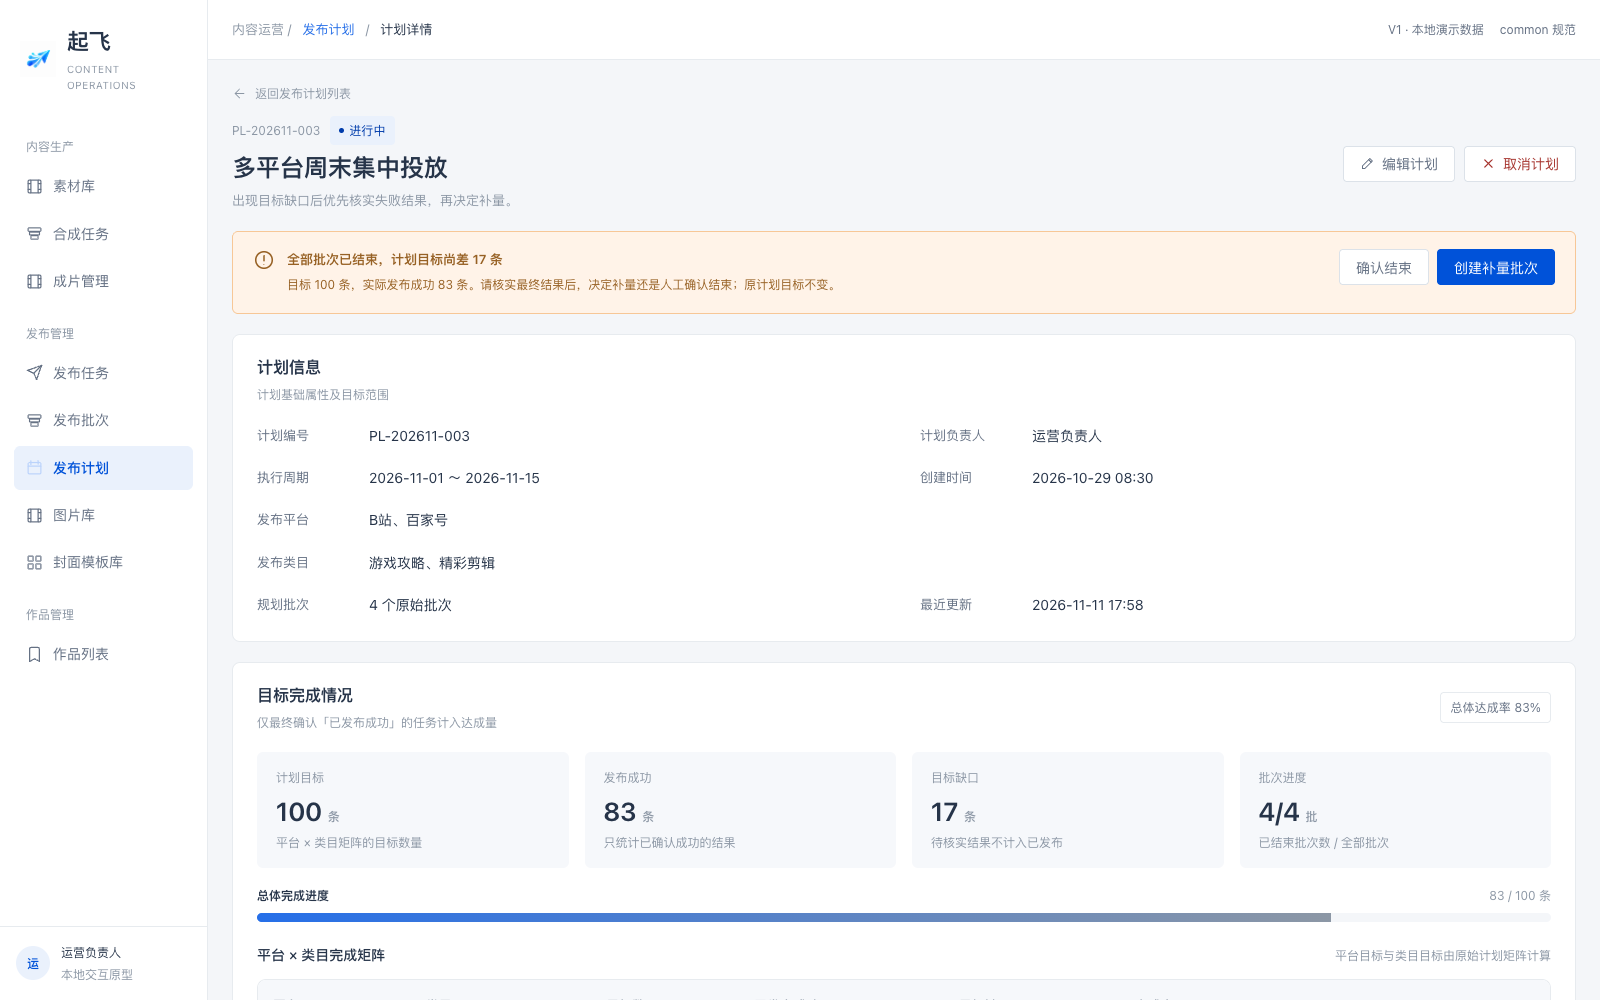 起飞
CONTENT
OPERATIONS
内容生产
素材库
合成任务
成片管理
发布管理
发布任务
发布批次
发布计划
图片库
封面模板库
作品管理
作品列表
运
运营负责人
本地交互原型
内容运营 / 发布计划 / 计划详情
V1 · 本地演示数据 common 规范
返回发布计划列表
PL-202611-003 进行中
多平台周末集中投放
出现目标缺口后优先核实失败结果，再决定补量。
编辑计划 取消计划
全部批次已结束，计划目标尚差 17 条
目标 100 条，实际发布成功 83 条。请核实最终结果后，决定补量还是人工确认结束；原计划目标不变。
确认结束 创建补量批次
计划信息
计划基础属性及目标范围
计划编号 PL-202611-003 计划负责人 运营负责人
执行周期 2026-11-01 ～ 2026-11-15 创建时间 2026-10-29 08:30
发布平台 B站、百家号
发布类目 游戏攻略、精彩剪辑
规划批次 4 个原始批次 最近更新 2026-11-11 17:58
目标完成情况
仅最终确认「已发布成功」的任务计入达成量
总体达成率 83%
计划目标
100 条
平台 × 类目矩阵的目标数量
发布成功
83 条
只统计已确认成功的结果
目标缺口
17 条
待核实结果不计入已发布
批次进度
4/4 批
已结束批次数 / 全部批次
总体完成进度 83 / 100 条
平台 × 类目完成矩阵 平台目标与类目目标由原始计划矩阵计算